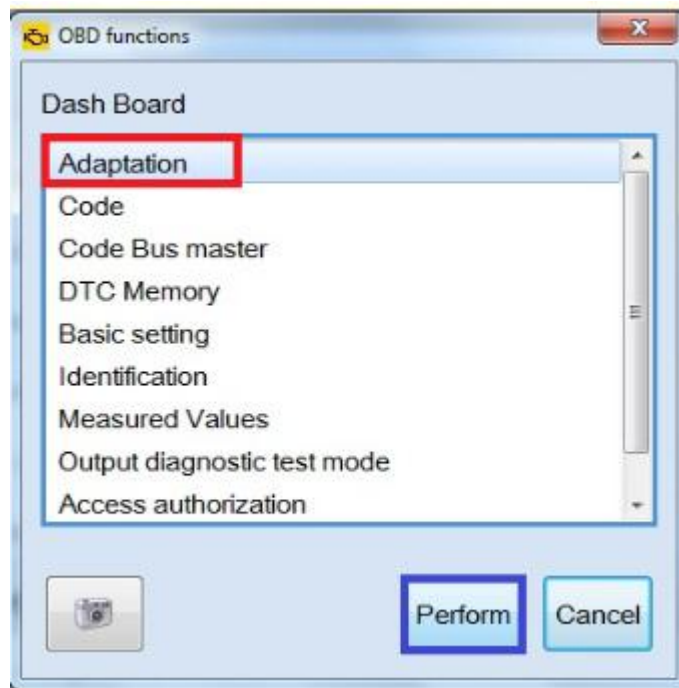 OBD functions
Dash Board
Adaptation
Code
Code Bus master
DTC Memory
Basic setting
Identification
Measured Values
Output diagnostic test mode
Access authorization
Perform Cancel